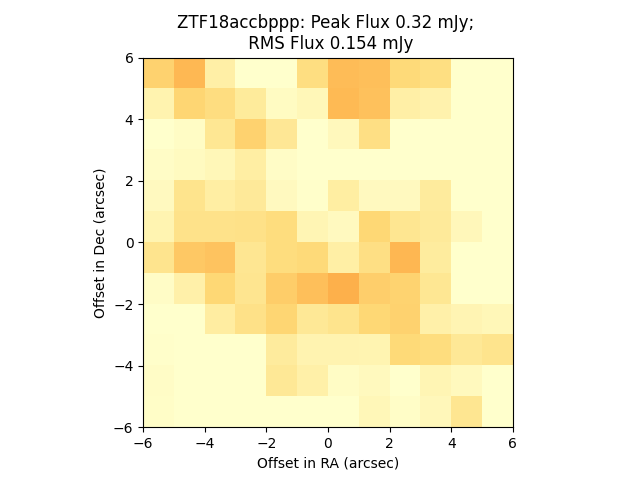 ZTF18accbppp: Peak Flux 0.32 mJy;
RMS Flux 0.154 mJy
6
4
2
0
−2
−4
−6
Offset in Dec (arcsec)
−6 −4 −2 0 2 4 6
Offset in RA (arcsec)